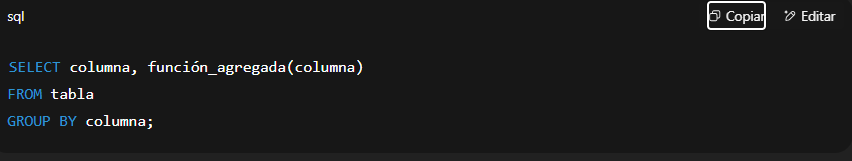 sql
Copiar
Editar
SELECT columna, función_agregada(columna)
FROM tabla
GROUP BY columna;